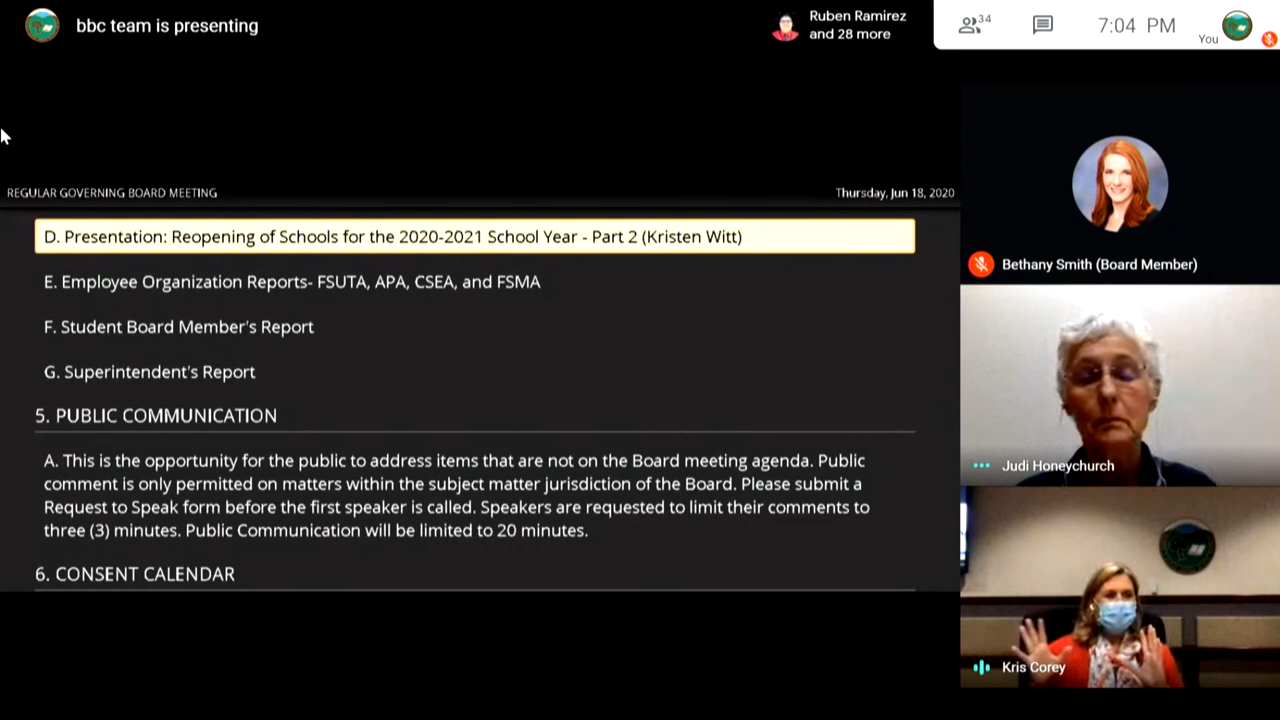 bbc team is presenting
Ruben Ramirez
and 28 more
34
7:04 PM
You
REGULAR GOVERNING BOARD MEETING
Thursday, Jun 18, 2020
D. Presentation: Reopening of Schools for the 2020-2021 School Year - Part 2 (Kristen Witt)
E. Employee Organization Reports- FSUTA, APA, CSEA, and FSMA
F. Student Board Member's Report
G. Superintendent's Report
5. PUBLIC COMMUNICATION
A. This is the opportunity for the public to address items that are not on the Board meeting agenda. Public
comment is only permitted on matters within the subject matter jurisdiction of the Board. Please submit a
Request to Speak form before the first speaker is called. Speakers are requested to limit their comments to
three (3) minutes. Public Communication will be limited to 20 minutes.
6. CONSENT CALENDAR
Bethany Smith (Board Member)
Judi Honeychurch
Kris Corey